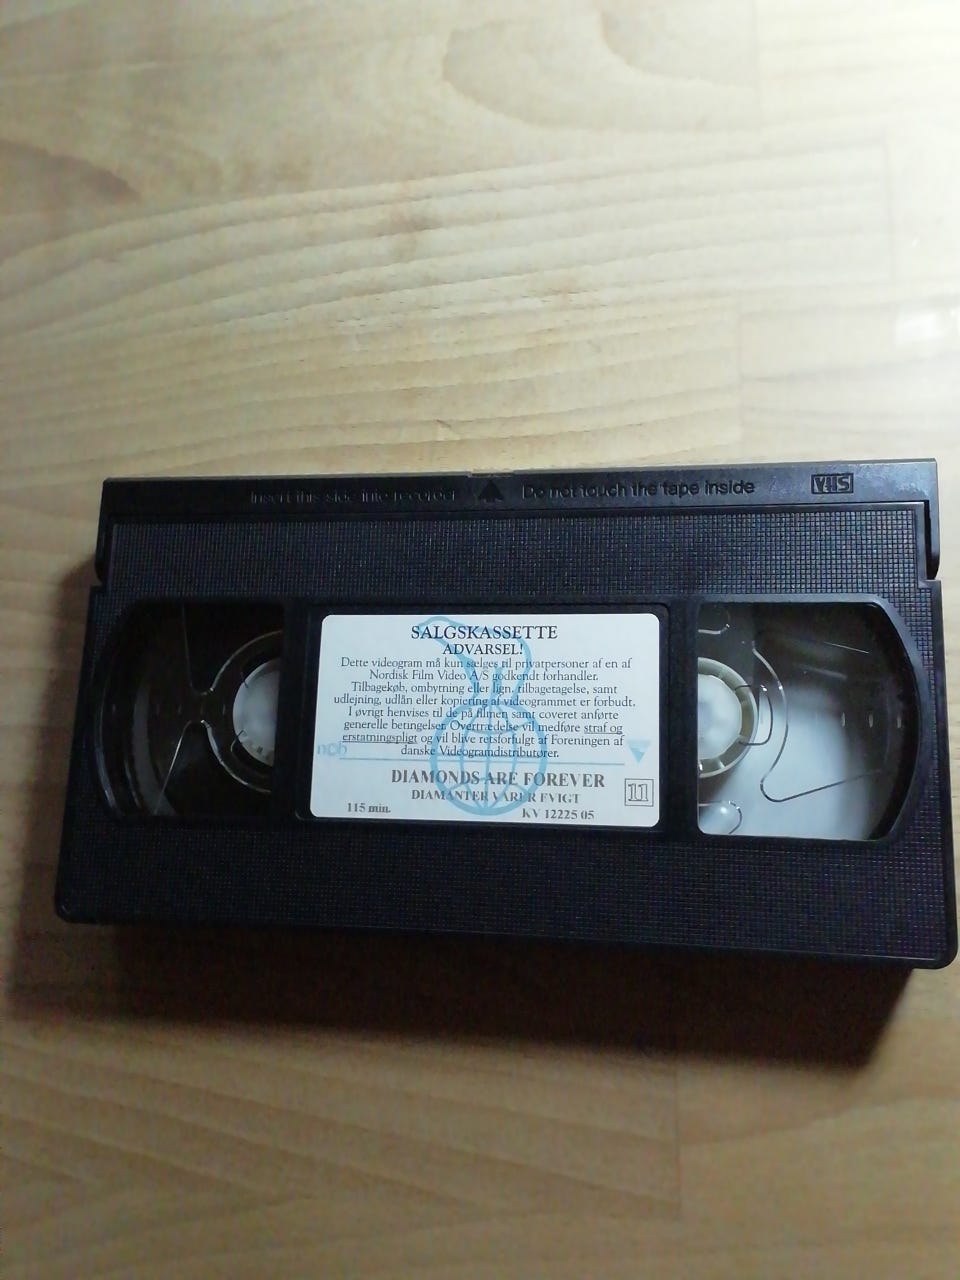 Insert this side into recorder ▲ Do not touch the tape inside VHS
SALGSKASSETTE
ADVARSEL!
Dette videogram må kun sælges til privatpersoner af en af
Nordisk Film Video A/S godkendt forhandler.
Tilbagekøb, ombytning eller lign. tilbagetagelse, samt
udlejning, udlån eller kopiering af videogrammet er forbudt.
I øvrigt henvises til de på filmen samt coveret anførte
generelle betingelser. Overtrædelse vil medføre straf og
erstatningspligt og vil blive retsforfulgt af Foreningen af
danske Videogramdistributører.
DIAMONDS ARE FOREVER
DIAMANTER VARER EVIGT
11
115 min.
KV 12225 05